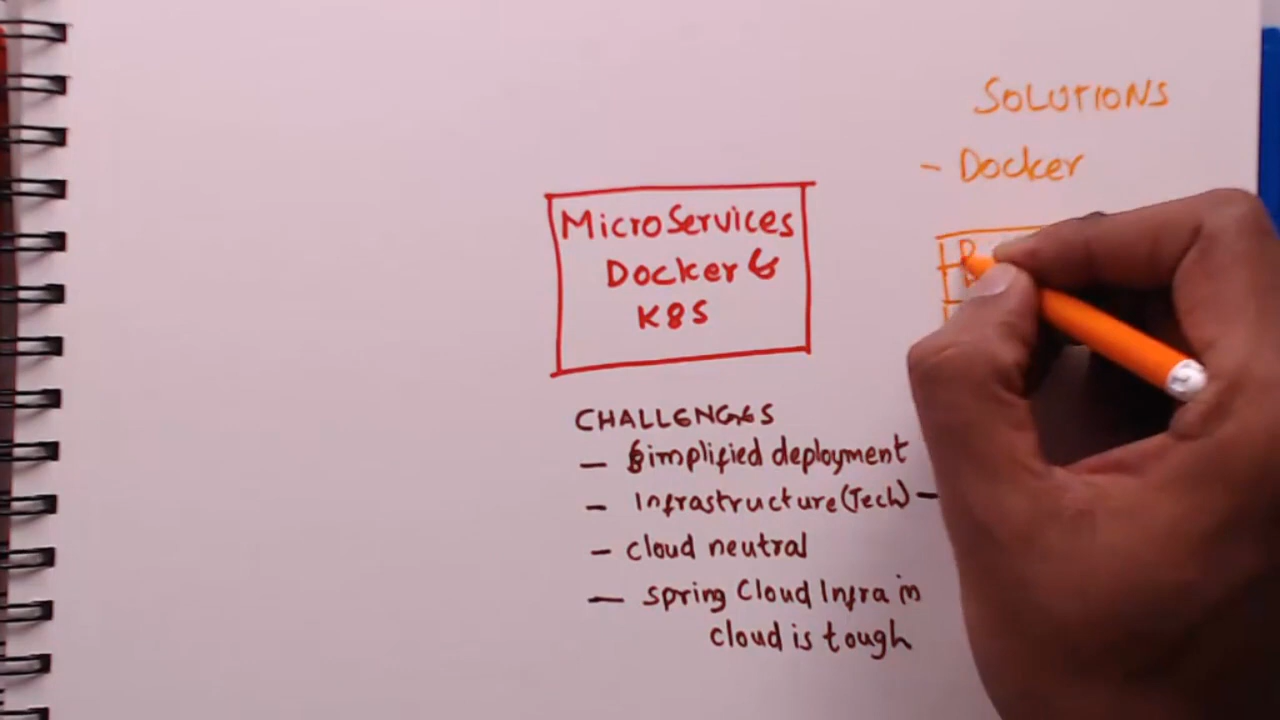 SOLUTIONS
- Docker
MicroServices
Docker &
K8S
CHALLENGES
- Simplified deployment
- Infrastructure(Tech) -
- cloud neutral
- spring Cloud Infra in
cloud is tough